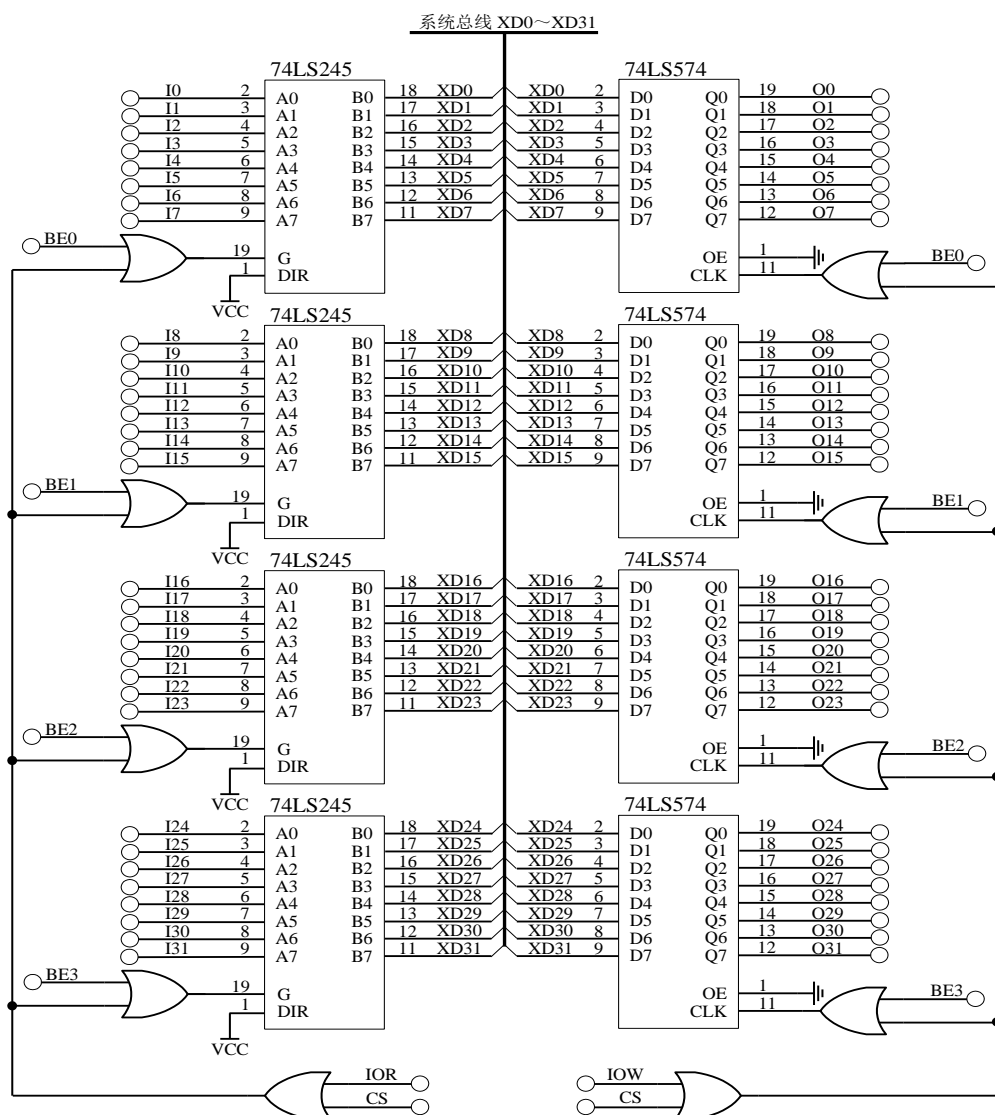 系统总线 XD0～XD31
74LS245 74LS574
I0 2 A0 B0 18 XD0 XD0 2 D0 Q0 19 O0
I1 3 A1 B1 17 XD1 XD1 3 D1 Q1 18 O1
I2 4 A2 B2 16 XD2 XD2 4 D2 Q2 17 O2
I3 5 A3 B3 15 XD3 XD3 5 D3 Q3 16 O3
I4 6 A4 B4 14 XD4 XD4 6 D4 Q4 15 O4
I5 7 A5 B5 13 XD5 XD5 7 D5 Q5 14 O5
I6 8 A6 B6 12 XD6 XD6 8 D6 Q6 13 O6
I7 9 A7 B7 11 XD7 XD7 9 D7 Q7 12 O7
BE0 19 G OE 1 BE0
1 DIR CLK 11
VCC
74LS245 74LS574
I8 2 A0 B0 18 XD8 XD8 2 D0 Q0 19 O8
I9 3 A1 B1 17 XD9 XD9 3 D1 Q1 18 O9
I10 4 A2 B2 16 XD10 XD10 4 D2 Q2 17 O10
I11 5 A3 B3 15 XD11 XD11 5 D3 Q3 16 O11
I12 6 A4 B4 14 XD12 XD12 6 D4 Q4 15 O12
I13 7 A5 B5 13 XD13 XD13 7 D5 Q5 14 O13
I14 8 A6 B6 12 XD14 XD14 8 D6 Q6 13 O14
I15 9 A7 B7 11 XD15 XD15 9 D7 Q7 12 O15
BE1 19 G OE 1 BE1
1 DIR CLK 11
VCC
74LS245 74LS574
I16 2 A0 B0 18 XD16 XD16 2 D0 Q0 19 O16
I17 3 A1 B1 17 XD17 XD17 3 D1 Q1 18 O17
I18 4 A2 B2 16 XD18 XD18 4 D2 Q2 17 O18
I19 5 A3 B3 15 XD19 XD19 5 D3 Q3 16 O19
I20 6 A4 B4 14 XD20 XD20 6 D4 Q4 15 O20
I21 7 A5 B5 13 XD21 XD21 7 D5 Q5 14 O21
I22 8 A6 B6 12 XD22 XD22 8 D6 Q6 13 O22
I23 9 A7 B7 11 XD23 XD23 9 D7 Q7 12 O23
BE2 19 G OE 1 BE2
1 DIR CLK 11
VCC
74LS245 74LS574
I24 2 A0 B0 18 XD24 XD24 2 D0 Q0 19 O24
I25 3 A1 B1 17 XD25 XD25 3 D1 Q1 18 O25
I26 4 A2 B2 16 XD26 XD26 4 D2 Q2 17 O26
I27 5 A3 B3 15 XD27 XD27 5 D3 Q3 16 O27
I28 6 A4 B4 14 XD28 XD28 6 D4 Q4 15 O28
I29 7 A5 B5 13 XD29 XD29 7 D5 Q5 14 O29
I30 8 A6 B6 12 XD30 XD30 8 D6 Q6 13 O30
I31 9 A7 B7 11 XD31 XD31 9 D7 Q7 12 O31
BE3 19 G OE 1 BE3
1 DIR CLK 11
VCC
IOR IOW
CS CS